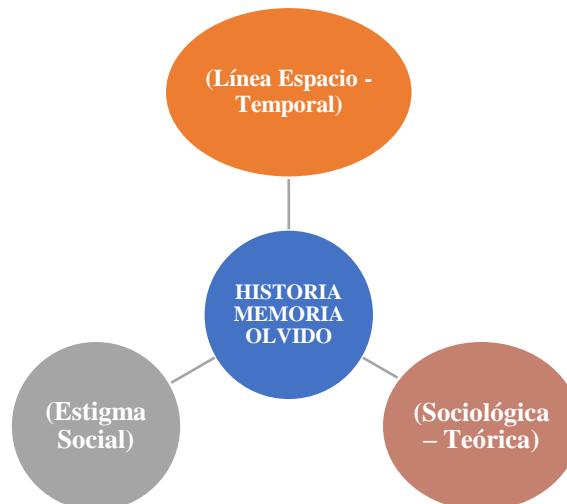 (Línea Espacio -
Temporal)
HISTORIA
MEMORIA
OLVIDO
(Estigma
Social)
(Sociológica
– Teórica)